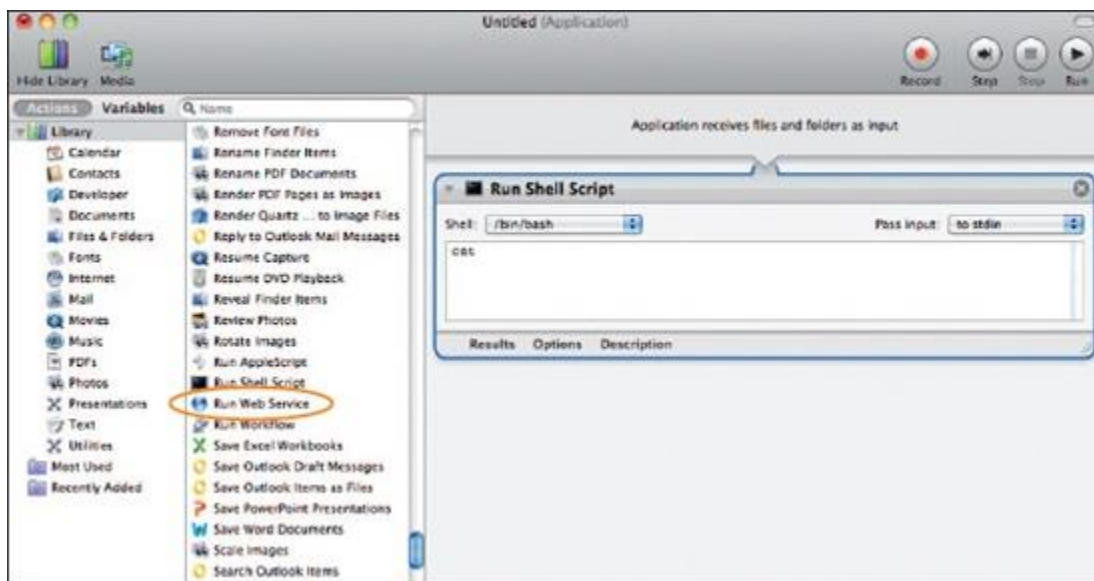 Untitled (Application)
Hide Library Media
Record Step Stop Run
Actions Variables Name
Library
Calendar
Contacts
Developer
Documents
Files & Folders
Fonts
Internet
Mail
Movies
Music
PDFs
Photos
Presentations
Text
Utilities
Most Used
Recently Added
Remove Font Files
Rename Finder Items
Rename PDF Documents
Render PDF Pages as Images
Render Quartz ... to Image Files
Reply to Outlook Mail Messages
Resume Capture
Resume DVD Playback
Reveal Finder Items
Review Photos
Rotate Images
Run AppleScript
Run Shell Script
Run Web Service
Run Workflow
Save Excel Workbooks
Save Outlook Draft Messages
Save Outlook Items as Files
Save PowerPoint Presentations
Save Word Documents
Scale Images
Search Outlook Items
Application receives files and folders as input
Run Shell Script
Shell: /bin/bash Pass input: to stdin
cat
Results Options Description